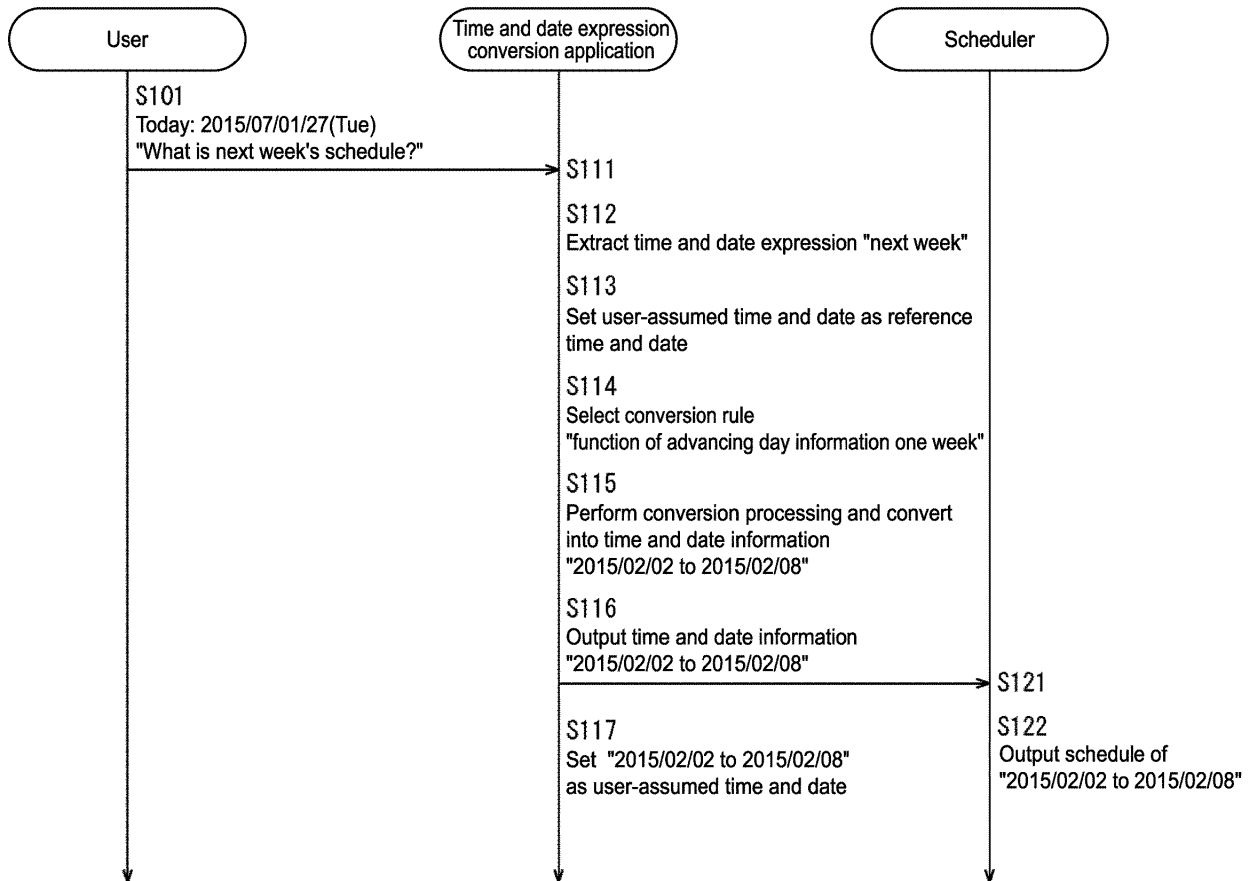 User
Time and date expression
conversion application
Scheduler
S101
Today: 2015/07/01/27(Tue)
"What is next week's schedule?"
S111
S112
Extract time and date expression "next week"
S113
Set user-assumed time and date as reference
time and date
S114
Select conversion rule
"function of advancing day information one week"
S115
Perform conversion processing and convert
into time and date information
"2015/02/02 to 2015/02/08"
S116
Output time and date information
"2015/02/02 to 2015/02/08"
S121
S117
Set "2015/02/02 to 2015/02/08"
as user-assumed time and date
S122
Output schedule of
"2015/02/02 to 2015/02/08"